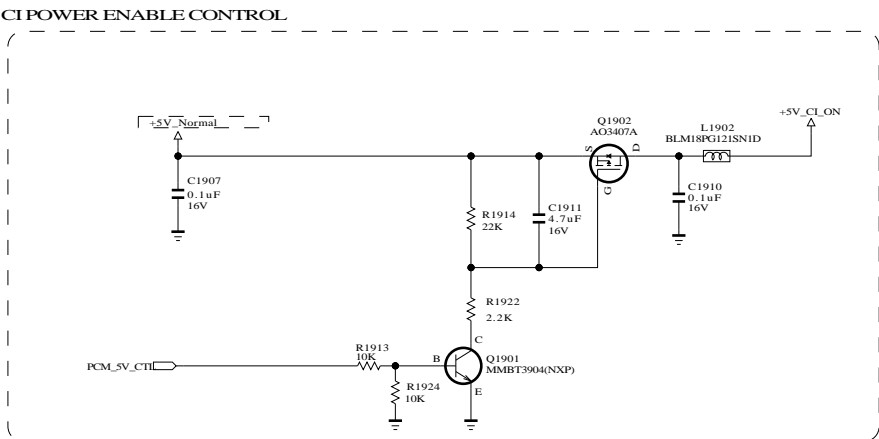 CI POWER ENABLE CONTROL
+5V_Normal
Q1902
AO3407A
L1902
BLM18PG121SN1D
+5V_CI_ON
S
D
G
C1907
0.1uF
16V
R1914
22K
C1911
4.7uF
16V
C1910
0.1uF
16V
R1922
2.2K
PCM_5V_CTL
R1913
10K
B
C
Q1901
MMBT3904(NXP)
E
R1924
10K